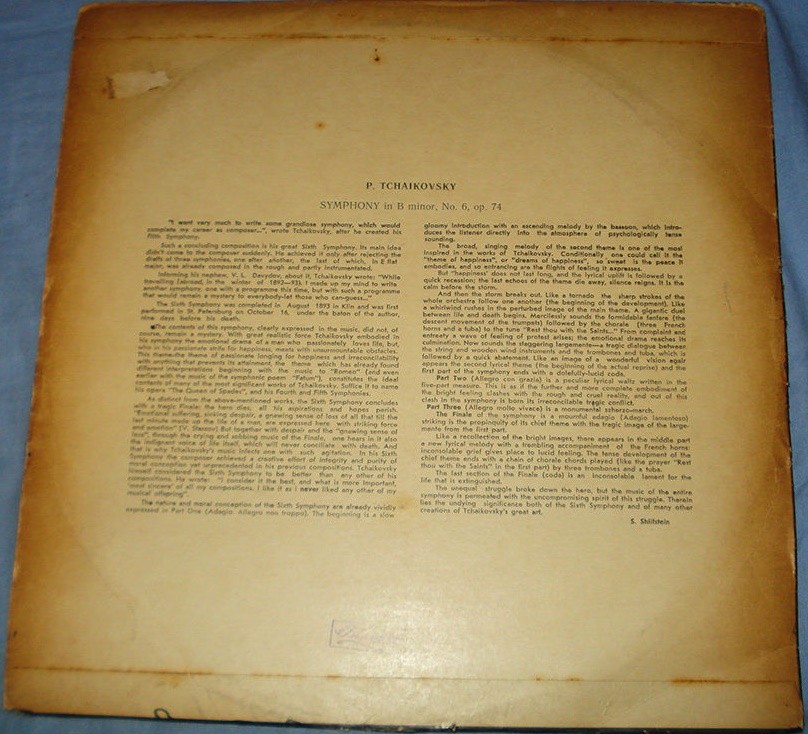 P. TCHAIKOVSKY
SYMPHONY in B minor, No. 6, op. 74
"I want very much to write some grandiose symphony, which would
complete my career as composer...", wrote Tchaikovsky, after he created his
Fifth Symphony.
Such a concluding composition is his great Sixth Symphony. Its main idea
didn't come to the composer suddenly. He achieved it only after rejecting the
drafts of three symphonies, one after another, the last of which, in E flat
major, was already composed in the rough and partly instrumentated.
Informing his nephew, V. L. Davydov, about it, Tchaikovsky wrote: "While
travelling (abroad, in the winter of 1892—93) I made up my mind to write
another symphony: one with a programme this time, but with such a programme
that would remain a mystery to everybody-let those who can-guess..."
The Sixth Symphony was completed in August 1893 in Klin and was first
performed in St. Petersburg on October 16, under the baton of the author,
nine days before his death.
The contents of this symphony, clearly expressed in the music, did not, of
course, remain a mystery. With great realistic force Tchaikovsky embodied in
his symphony the emotional drama of a man who passionately loves life, but,
who in his passionate skills for happiness, meets with unsurmountable obstacles.
This theme-the theme of passionate longing for happiness and irreconciliability
with anything that prevents its attainment, the theme which has already found
different interpretations beginning with the music to "Romeo" (and even
earlier with the music of the symphonic poem "Fatum"), constitutes the ideal
contents of many of the most significant works of Tchaikovsky. Suffice it to name
his opera "The Queen of Spades", and his Fourth and Fifth Symphonies.
As distinct from the above-mentioned works, the Sixth Symphony concludes
with a tragic Finale: the hero dies, all his aspirations and hopes perish.
"Emotional suffering, sinking despair, a gnawing sense of loss of all that till the
last minute made up the life of a man, are expressed here with striking force
and emotion" (V. Stassov) But together with despair and the "gnawing sense of
loss", through the crying and sobbing music of the Finale, one hears in it also
the indignant voice of life itself, which will never conciliate with death. And
that is why Tchaikovsky's music infects one with such agitation. In his Sixth
Symphony the composer achieved a creative effort of integrity and purity of
moral conception yet unprecedented in his previous compositions. Tchaikovsky
himself considered the Sixth Symphony to be better than any other of his
compositions. He wrote: "I consider it the best, and what is more important,
'most sincere' of all my compositions. I like it as I never liked any other of my
musical offspring".
The nature and moral conception of the Sixth Symphony are already vividly
expressed in Part One (Adagio. Allegro non troppo). The beginning is a slow
gloomy introduction with an ascending melody by the bassoon, which intro-
duces the listener directly into the atmosphere of psychologically tense
sounding.
The broad, singing melody of the second theme is one of the most
inspired in the works of Tchaikovsky. Conditionally one could call it the
"theme of happiness", or "dreams of happiness", so sweet is the peace it
embodies, and so entrancing are the flights of feeling it expresses.
But "happiness' does not last long, and the lyrical uplift is followed by a
quick recession; the last echoes of the theme die away, silence reigns. It is the
calm before the storm.
And then the storm breaks out. Like a tornado the sharp strokes of the
whole orchestra follow one another (the beginning of the development). Like
a whirlwind rushes in the perturbed image of the main theme. A gigantic duel
between life and death begins. Mercilessly sounds the formidable fanfare (the
descent movement of the trumpets) followed by the chorale (three French
horns and a tuba) to the tune "Rest thou with the Saints..." From complaint and
entreaty a wave of feeling of protest arises; the emotional drama reaches its
culmination. Now sounds the staggering largemente—a tragic dialogue between
the string and wooden wind instruments and the trombones and tuba, which is
followed by a quick abatement. Like an image of a wonderful vision again
appears the second lyrical theme (the beginning of the actual reprise) and the
first part of the symphony ends with a dolefully-lucid coda.
Part Two (Allegro con grazia) is a peculiar lyrical waltz written in the
five-part measure. This is as if the further and more complete embodiment of
the bright feeling clashes with the rough and cruel reality, and out of this
clash in the symphony is born its irreconcilable tragic conflict.
Part Three (Allegro molto vivace) is a monumental scherzo-march.
The Finale of the symphony is a mournful adagio (Adagio lamentoso)
striking is the propinquity of its chief theme with the tragic image of the large-
mente from the first part.
Like a recollection of the bright images, there appears in the middle part
a new lyrical melody with a trembling accompaniment of the French horns:
inconsolable grief gives place to lucid feeling. The tense development of the
chief theme ends with a chain of chorale chords played (like the prayer "Rest
thou with the Saints" in the first part) by three trombones and a tuba.
The last section of the Finale (coda) is an inconsolable lament for the
life that is extinguished.
The unequal struggle broke down the hero, but the music of the entire
symphony is permeated with the uncompromising spirit of this struggle. Therein
lies the undying significance both of the Sixth Symphony and of many other
creations of Tchaikovsky's great art.
S. Shlifstein